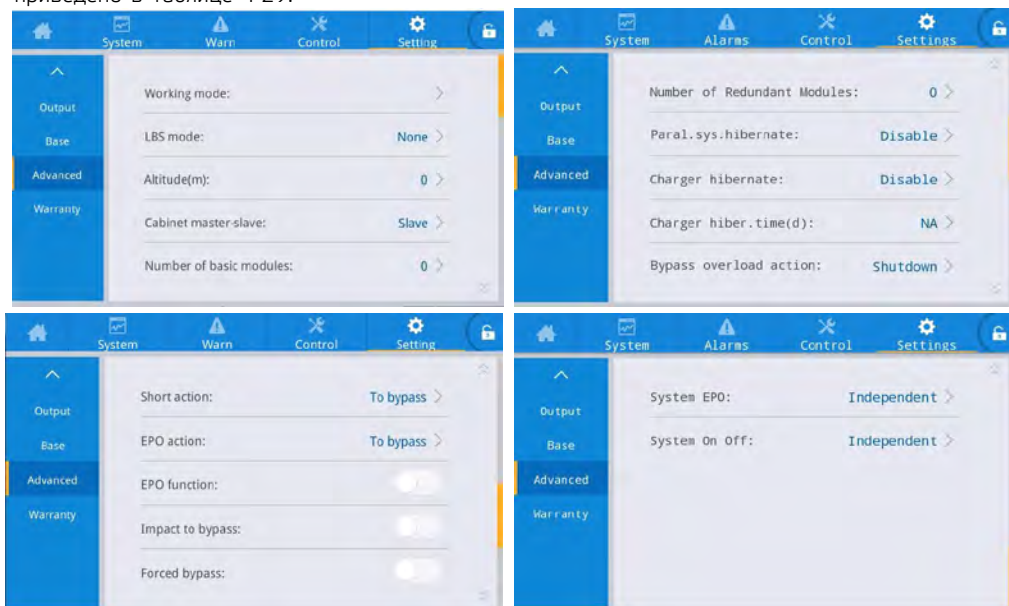 приведено в таблице 4-29.
System Warn Control Setting
Output
Base
Advanced
Warranty
Working mode:
LBS mode: None
Altitude(m): 0
Cabinet master-slave: Slave
Number of basic modules: 0
System Alarms Control Settings
Output
Base
Advanced
Warranty
Number of Redundant Modules: 0
Paral.sys.hibernate: Disable
Charger hibernate: Disable
Charger hiber.time(d): NA
Bypass overload action: Shutdown
System Warn Control Setting
Output
Base
Advanced
Warranty
Short action: To bypass
EPO action: To bypass
EPO function:
Impact to bypass:
Forced bypass:
System Alarms Control Settings
Output
Base
Advanced
Warranty
System EPO: Independent
System On Off: Independent